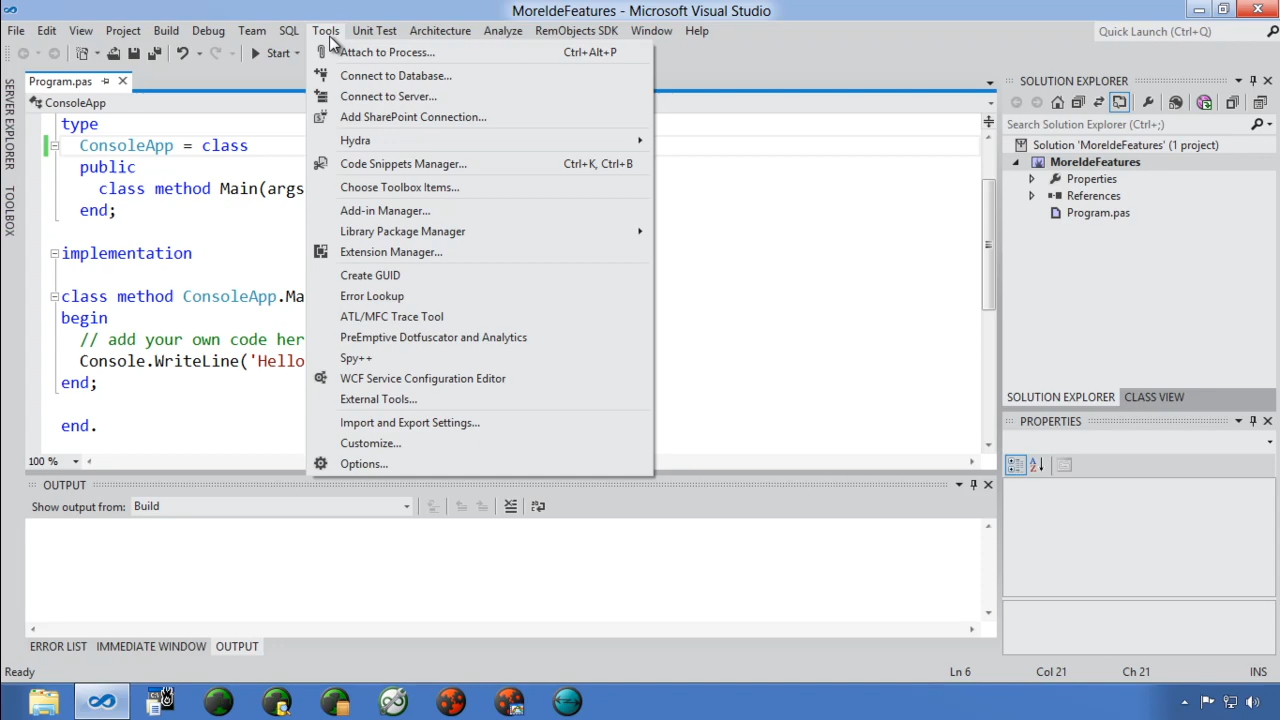 MoreIdeFeatures - Microsoft Visual Studio
File Edit View Project Build Debug Team SQL Tools Unit Test Architecture Analyze RemObjects SDK Window Help
Quick Launch (Ctrl+Q)
Start
Program.pas
ConsoleApp
type
ConsoleApp = class
public
class method Main(args
end;
implementation
class method ConsoleApp.Ma
begin
// add your own code her
Console.WriteLine('Hello
end;
end.
100 %
Attach to Process... Ctrl+Alt+P
Connect to Database...
Connect to Server...
Add SharePoint Connection...
Hydra
Code Snippets Manager... Ctrl+K, Ctrl+B
Choose Toolbox Items...
Add-in Manager...
Library Package Manager
Extension Manager...
Create GUID
Error Lookup
ATL/MFC Trace Tool
PreEmptive Dotfuscator and Analytics
Spy++
WCF Service Configuration Editor
External Tools...
Import and Export Settings...
Customize...
Options...
SERVER EXPLORER
TOOLBOX
SOLUTION EXPLORER
Search Solution Explorer (Ctrl+;)
Solution 'MoreIdeFeatures' (1 project)
MoreIdeFeatures
Properties
References
Program.pas
SOLUTION EXPLORER CLASS VIEW
PROPERTIES
OUTPUT
Show output from: Build
ERROR LIST IMMEDIATE WINDOW OUTPUT
Ready Ln 6 Col 21 Ch 21 INS